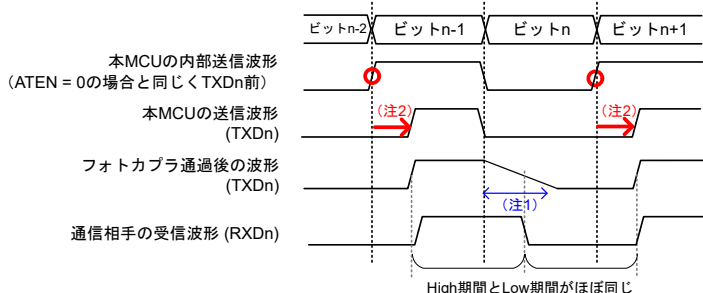 ビットn-2 ビットn-1 ビットn ビットn+1
本MCUの内部送信波形
（ATEN = 0の場合と同じくTXDn前）
本MCUの送信波形
(TXDn)
（注2）
（注2）
フォトカプラ通過後の波形
(TXDn)
（注1）
通信相手の受信波形 (RXDn)
High期間とLow期間がほぼ同じ